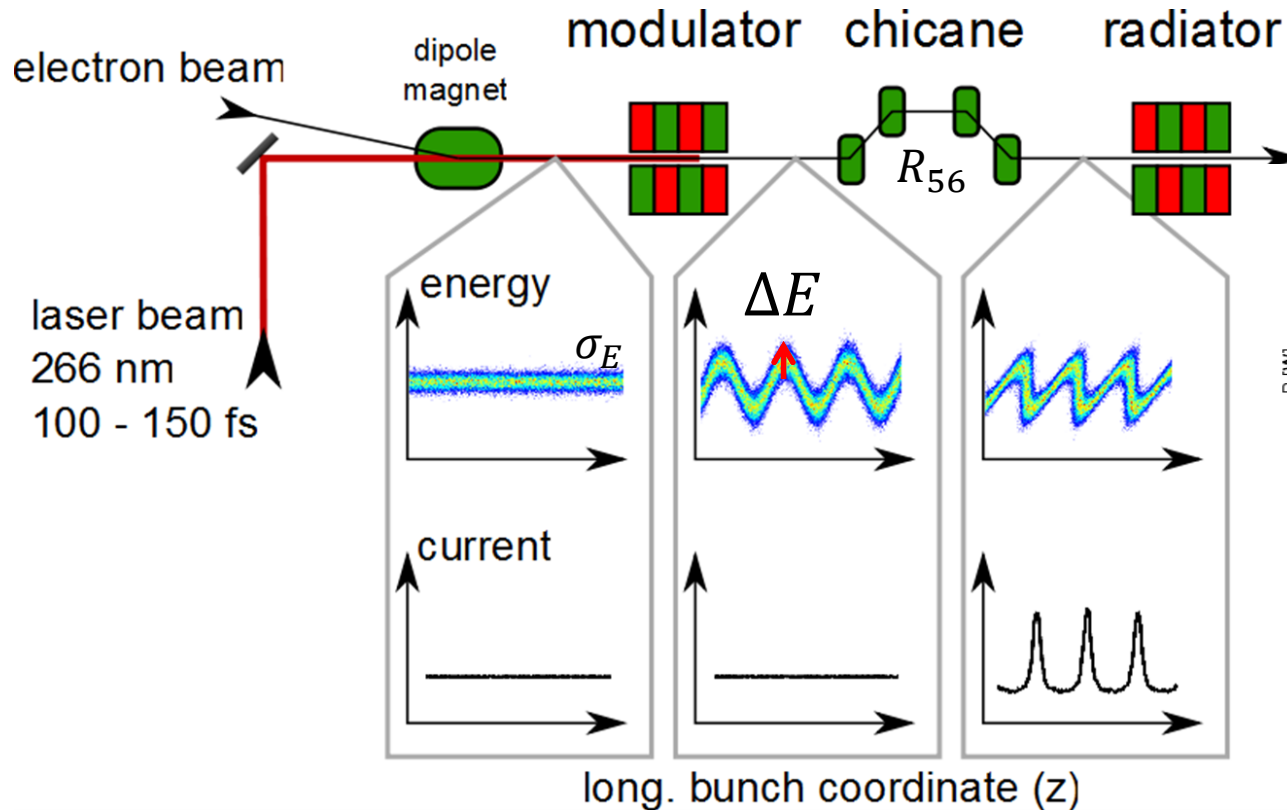 modulator chicane radiator
electron beam
dipole
magnet
R₅₆
laser beam
266 nm
100 - 150 fs
energy
σ_E
ΔE
current
long. bunch coordinate (z)